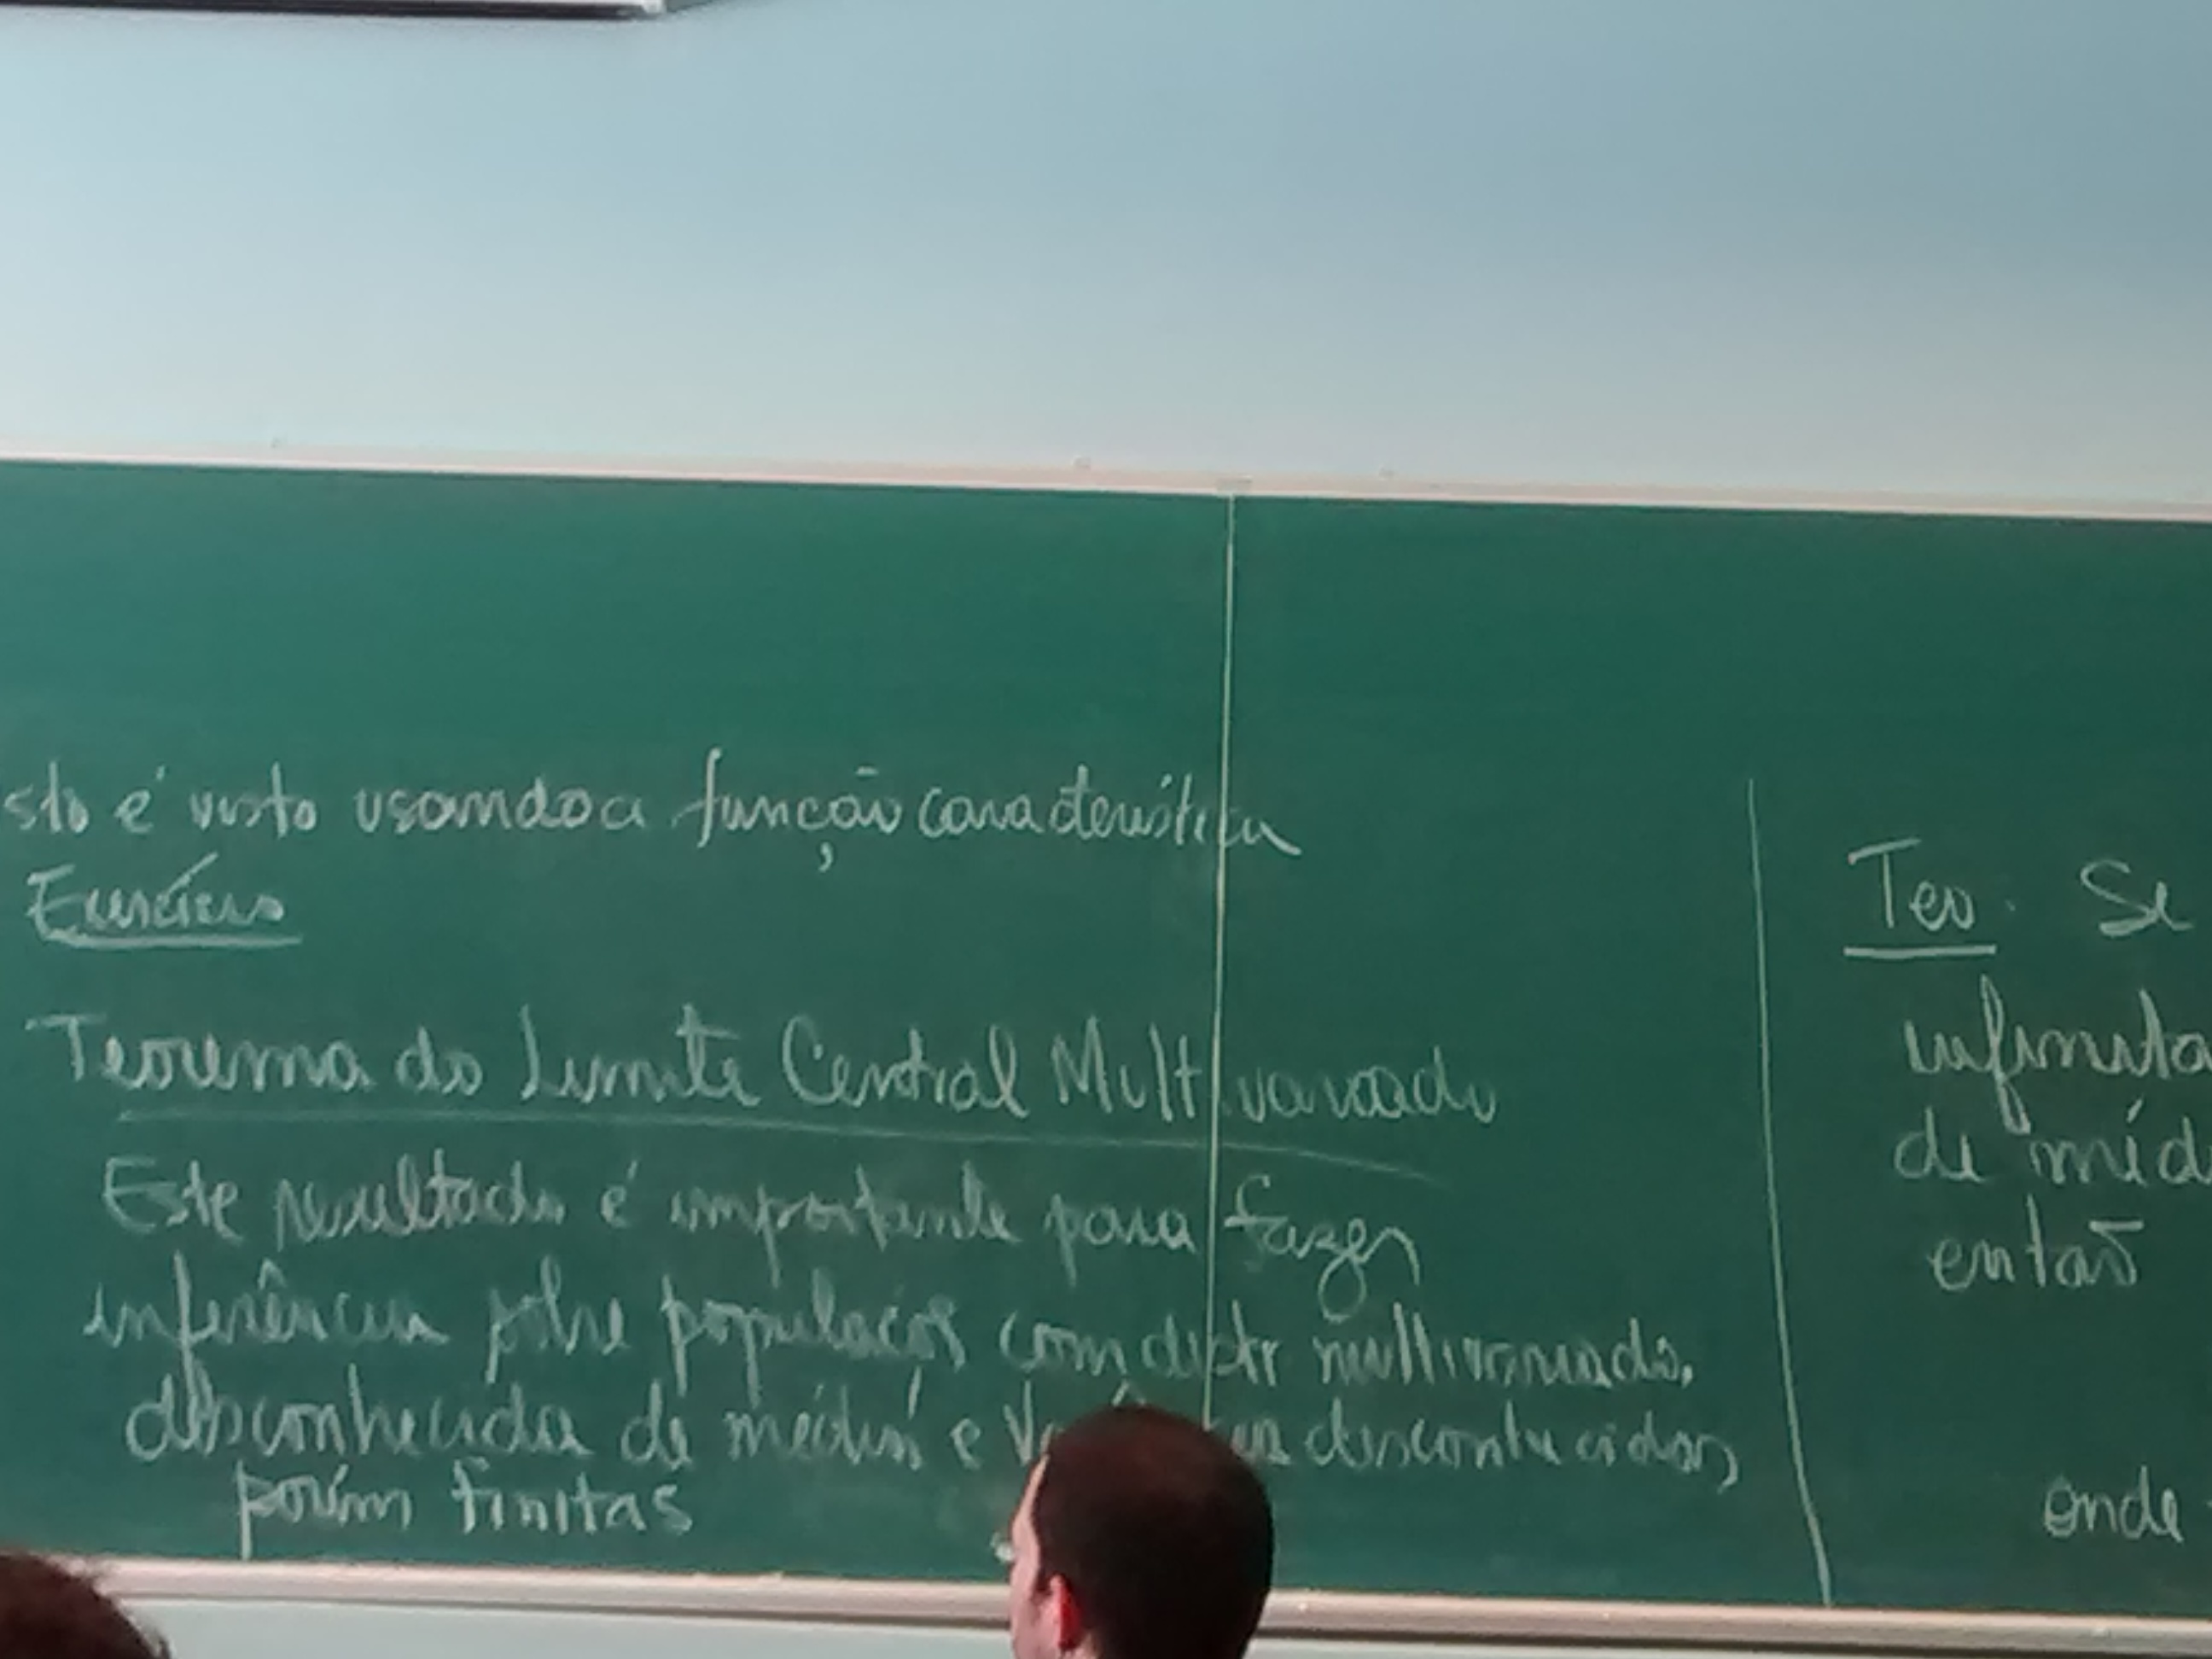 sto é visto usando a função característica
Exercício
Teorema do Limite Central Multivariado
Este resultado é importante para fazer
inferência sobre populações com distr multivariada
desconhecida de média e desconhecidas
porém finitas
Teo. Se
infinita
de méd
então
onde